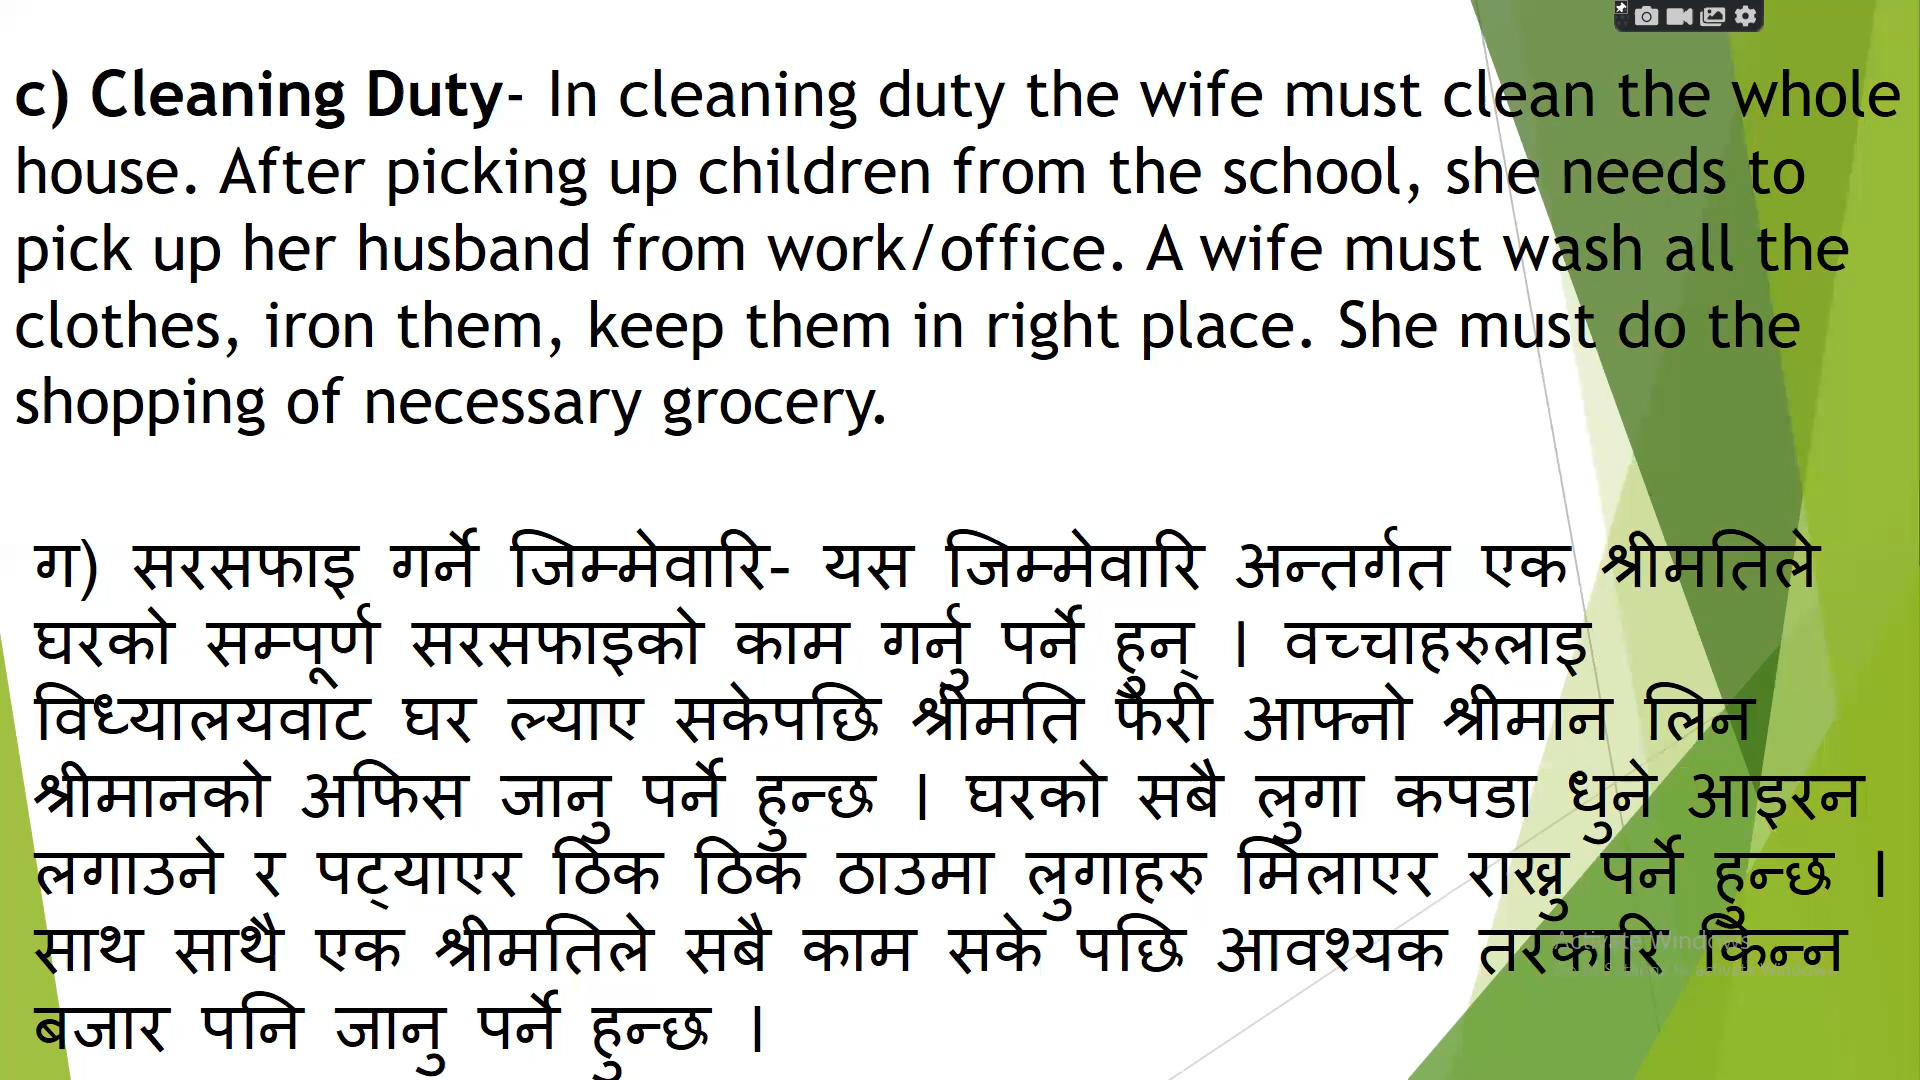 c) Cleaning Duty- In cleaning duty the wife must clean the whole
house. After picking up children from the school, she needs to
pick up her husband from work/office. A wife must wash all the
clothes, iron them, keep them in right place. She must do the
shopping of necessary grocery.
ग) सरसफाइ गर्ने जिम्मेवारि- यस जिम्मेवारि अन्तर्गत एक श्रीमतिले
घरको सम्पूर्ण सरसफाइको काम गर्नु पर्ने हुन् । वच्चाहरुलाइ
विध्यालयवाट घर ल्याए सकेपछि श्रीमति फेरी आफ्नो श्रीमान लिन
श्रीमानको अफिस जानु पर्ने हुन्छ । घरको सबै लुगा कपडा धुने आइरन
लगाउने र पट्याएर ठिक ठिक ठाउमा लुगाहरु मिलाएर राख्नु पर्ने हुन्छ ।
साथ साथै एक श्रीमतिले सबै काम सके पछि आवश्यक तरकारि किन्न
बजार पनि जानु पर्ने हुन्छ ।
Activate Windows